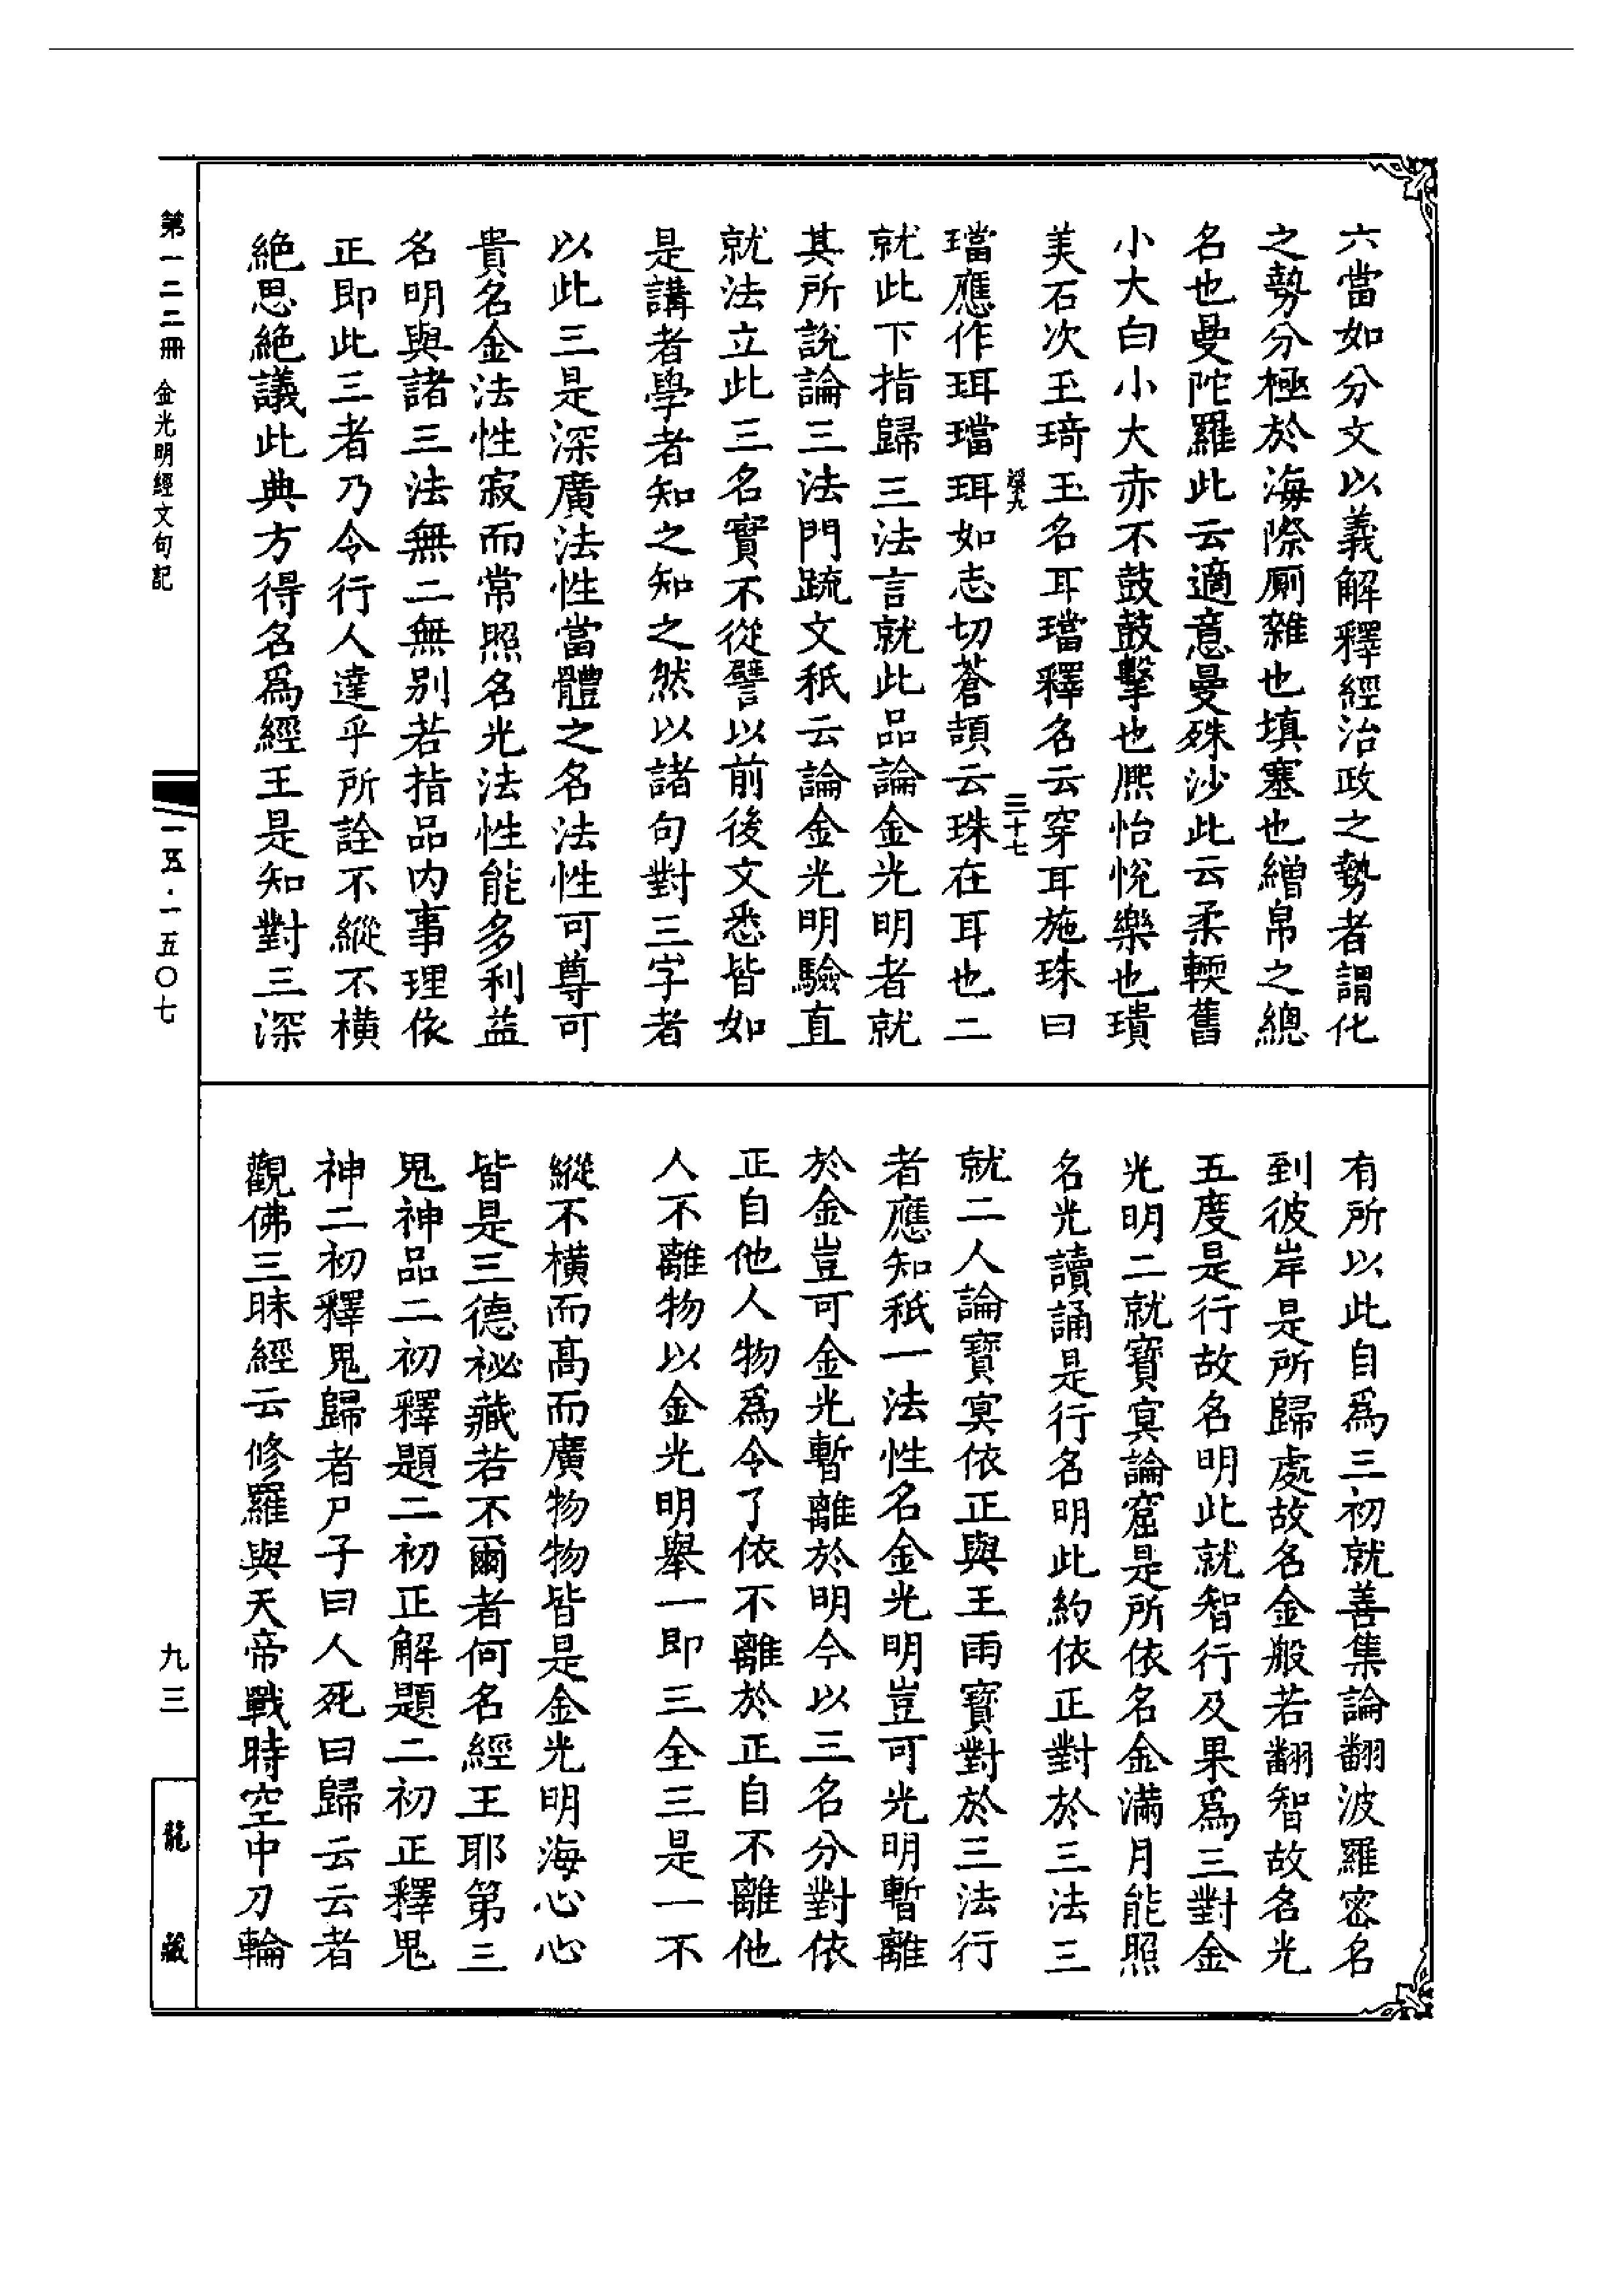 六當如分文以義解釋經治政之勢者謂化
之勢分極於海際廁雜也填塞也繒帛之總
名也曼陀羅此云適意曼殊沙此云柔輭舊
小大白小大赤不鼓鼓擊也熈怡悅樂也璝
美石次玉琦玉名耳璫釋名云穿耳施珠曰
溪九
三十七
璫應作珥璫珥如志切蒼頡云珠在耳也二
就此下指歸三法言就此品論金光明者就
其所說論三法門䟽文秖云論金光明驗直
就法立此三名實不從譬以前後文悉皆如
是講者學者知之知之然以諸句對三字者
以此三是深廣法性當體之名法性可尊可
貴名金法性寂而常照名光法性能多利益
名明與諸三法無二無別若指品內事理依
正即此三者乃令行人達乎所詮不縱不橫
絕思絕議此典方得名爲經王是知對三深
有所以此自爲三初就善集論翻波羅密名
到彼岸是所歸處故名金般若翻智故名光
五度是行故名明此就智行及果爲三對金
光明二就寶冥論窟是所依名金滿月能照
名光讀誦是行名明此約依正對於三法三
就二人論寶冥依正與王雨寶對於三法行
者應知秖一法性名金光明豈可光明暫離
於金豈可金光暫離於明今以三名分對依
正自他人物爲令了依不離於正自不離他
人不離物以金光明舉一即三全三是一不
縱不橫而高而廣物物皆是金光明海心心
皆是三德祕藏若不爾者何名經王耶第三
鬼神品二初釋題二初正解題二初正釋鬼
神二初釋鬼歸者尸子曰人死曰歸云云者
觀佛三昧經云修羅與天帝戰時空中刀輪
第一二二冊 金光明經文句記
一五·一五〇七
九三
龍藏